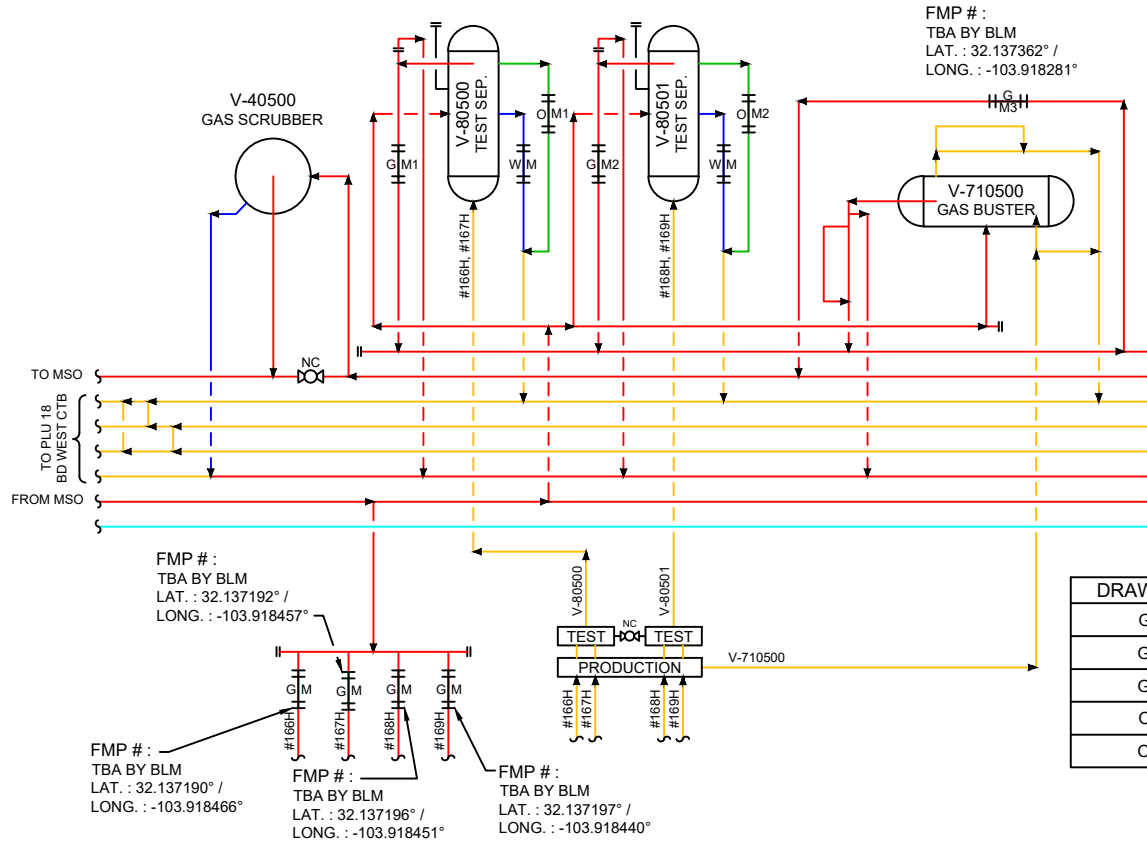 FMP # :
TBA BY BLM
LAT. : 32.137362° /
LONG. : -103.918281°
G
M3
V-40500
GAS SCRUBBER
V-80500
TEST SEP.
G M1
O M1
W M
#166H, #167H
V-80501
TEST SEP.
G M2
O M2
W M
#168H, #169H
V-710500
GAS BUSTER
NC
TO MSO
TO PLU 18
BD WEST CTB
FROM MSO
FMP # :
TBA BY BLM
LAT. : 32.137192° /
LONG. : -103.918457°
V-80500
V-80501
TEST
NC
TEST
PRODUCTION
V-710500
#166H
#167H
#168H
#169H
G M
G M
G M
G M
#166H
#167H
#168H
#169H
FMP # :
TBA BY BLM
LAT. : 32.137190° /
LONG. : -103.918466°
FMP # :
TBA BY BLM
LAT. : 32.137196° /
LONG. : -103.918451°
FMP # :
TBA BY BLM
LAT. : 32.137197° /
LONG. : -103.918440°
DRAW
G
G
G